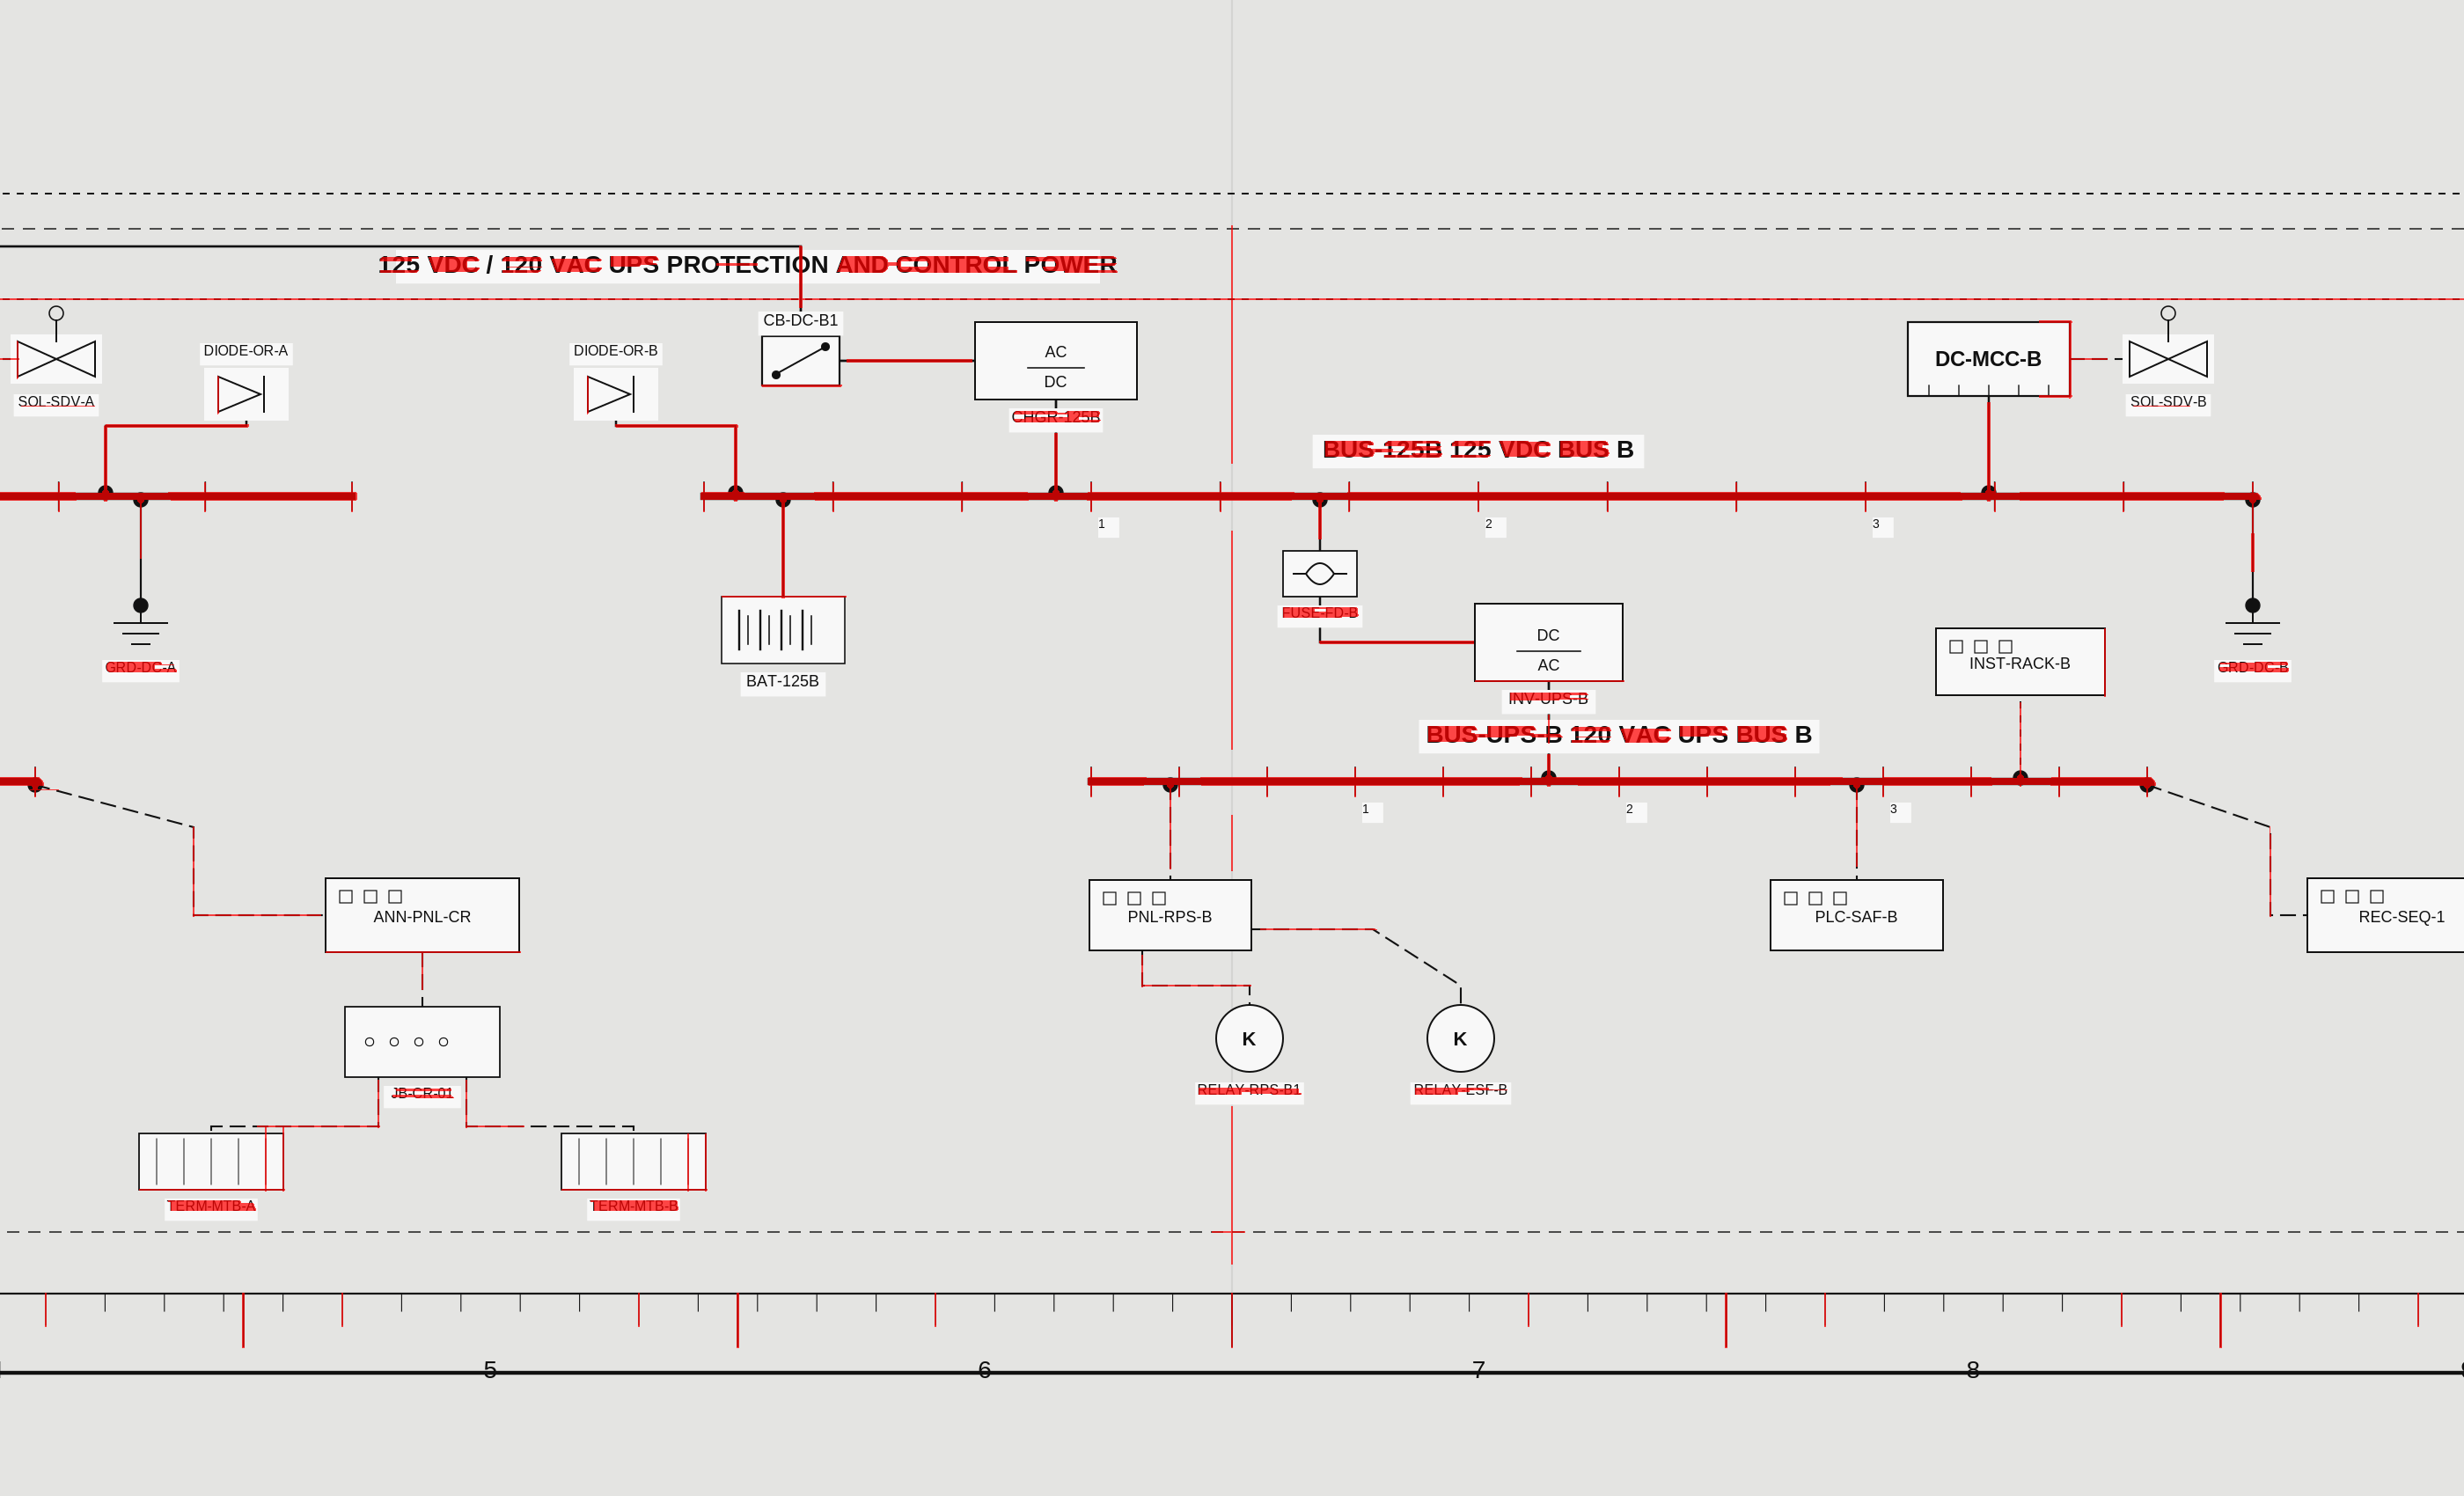 125 VDC / 120 VAC UPS PROTECTION AND CONTROL POWER
CB-DC-B1
DIODE-OR-A
DIODE-OR-B
AC
DC
DC-MCC-B
SOL-SDV-A
SOL-SDV-B
CHGR-125B
BUS-125B 125 VDC BUS B
1
2
3
FUSE-FD-B
DC
AC
INST-RACK-B
GRD-DC-A
GRD-DC-B
BAT-125B
INV-UPS-B
BUS-UPS-B 120 VAC UPS BUS B
1
2
3
ANN-PNL-CR
PNL-RPS-B
PLC-SAF-B
REC-SEQ-1
K
K
JB-CR-01
RELAY-RPS-B1
RELAY-ESF-B
TERM-MTB-A
TERM-MTB-B
5
6
7
8